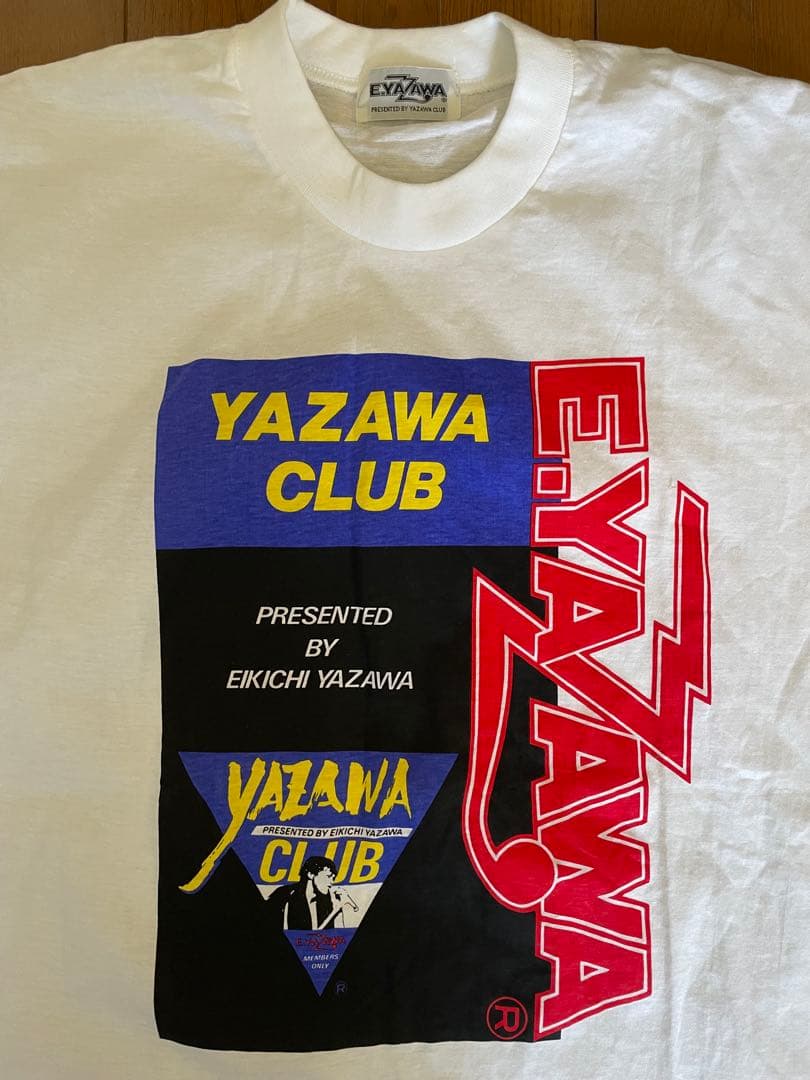 E.YAZAWA®
PRESENTED BY YAZAWA CLUB
YAZAWA
CLUB
PRESENTED
BY
EIKICHI YAZAWA
YAZAWA
PRESENTED BY EIKICHI YAZAWA
CLUB
E.YAZAWA
MEMBERS
ONLY
®
E.YAZAWA
®